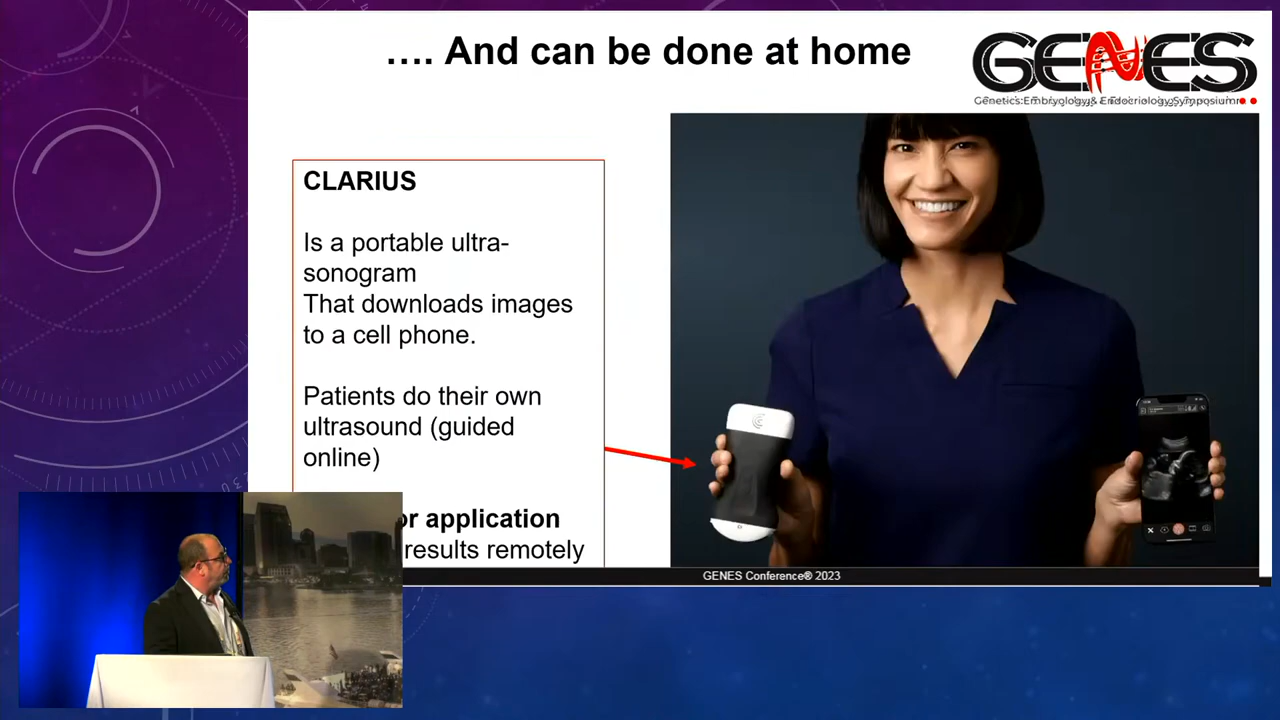 .... And can be done at home
GENES
Genetics Embryology & Endocrinology Symposium
CLARIUS
Is a portable ultra-
sonogram
That downloads images
to a cell phone.
Patients do their own
ultrasound (guided
online)
or application
results remotely
GENES Conference® 2023